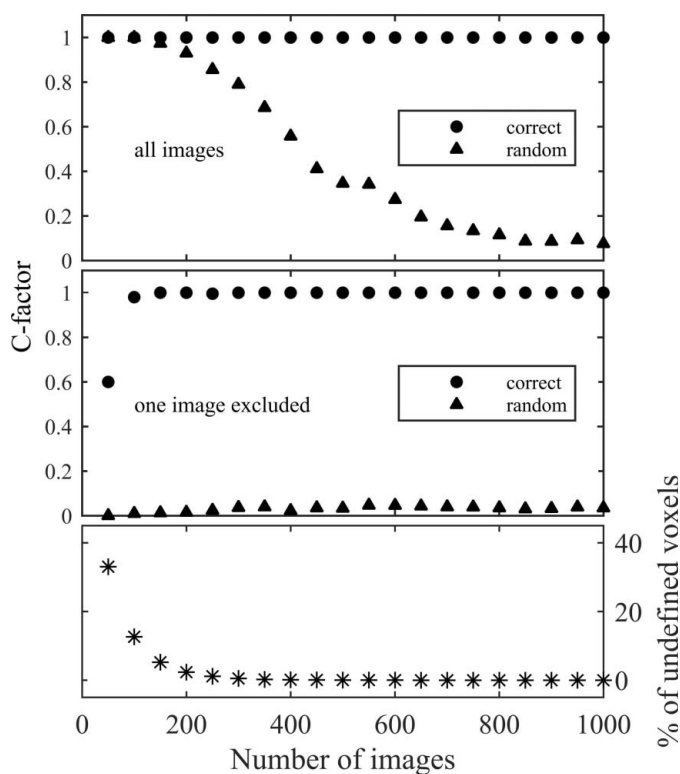 1
0.8
0.6
0.4
0.2
0
all images
correct
random
C-factor
1
0.8
0.6
0.4
0.2
0
one image excluded
correct
random
40
20
0
% of undefined voxels
0
200
400
600
800
1000
Number of images